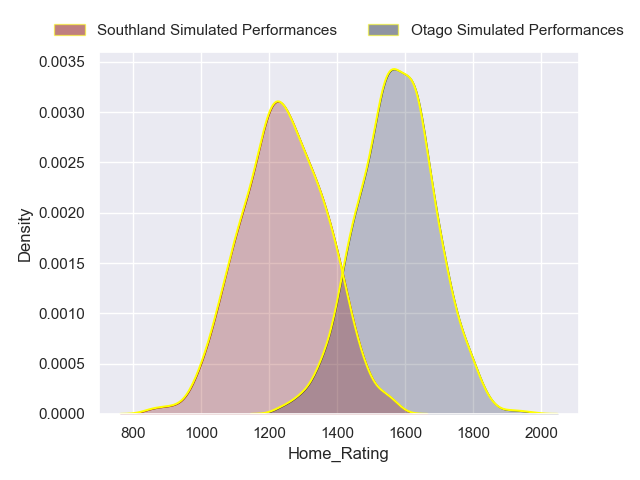 Southland Simulated Performances
Otago Simulated Performances
0.0035
0.0030
0.0025
0.0020
0.0015
0.0010
0.0005
0.0000
Density
800 1000 1200 1400 1600 1800 2000
Home_Rating